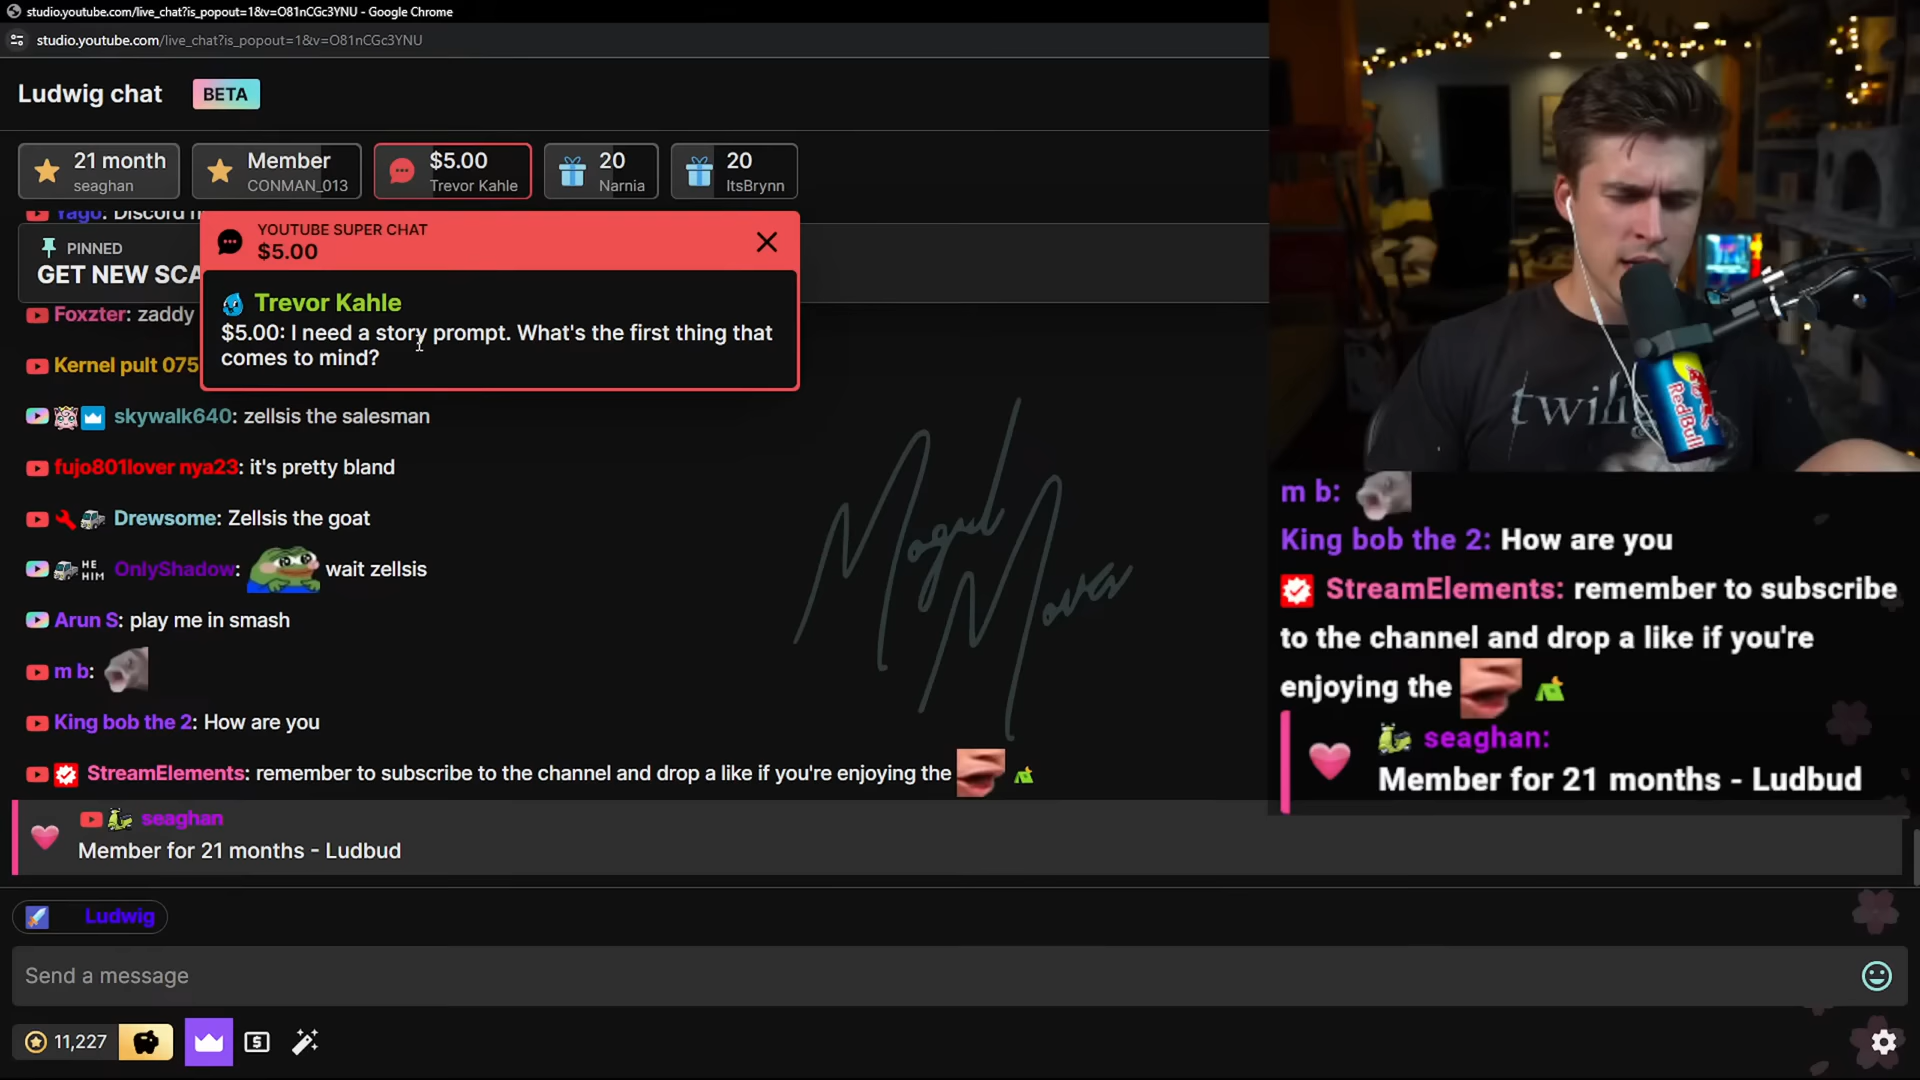 studio.youtube.com/live_chat?is_popout=1&v=O81nCGc3YNU - Google Chrome
studio.youtube.com/live_chat?is_popout=1&v=O81nCGc3YNU
Ludwig chat BETA
21 month
seaghan
Member
CONMAN_013
$5.00
Trevor Kahle
20
Narnia
20
ItsBrynn
Yago: Discord
PINNED
GET NEW SCA
YOUTUBE SUPER CHAT
$5.00
Trevor Kahle
$5.00: I need a story prompt. What's the first thing that
comes to mind?
Foxzter: zaddy
Kernel pult 075
skywalk640: zellsis the salesman
fujo801lover nya23: it's pretty bland
Drewsome: Zellsis the goat
HE
HIM
OnlyShadow: wait zellsis
Arun S: play me in smash
m b:
King bob the 2: How are you
StreamElements: remember to subscribe to the channel and drop a like if you're enjoying the
seaghan
Member for 21 months - Ludbud
Ludwig
Send a message
11,227
Mogul
Moves
twilig
RedBull
m b:
King bob the 2: How are you
StreamElements: remember to subscribe
to the channel and drop a like if you're
enjoying the
seaghan:
Member for 21 months - Ludbud